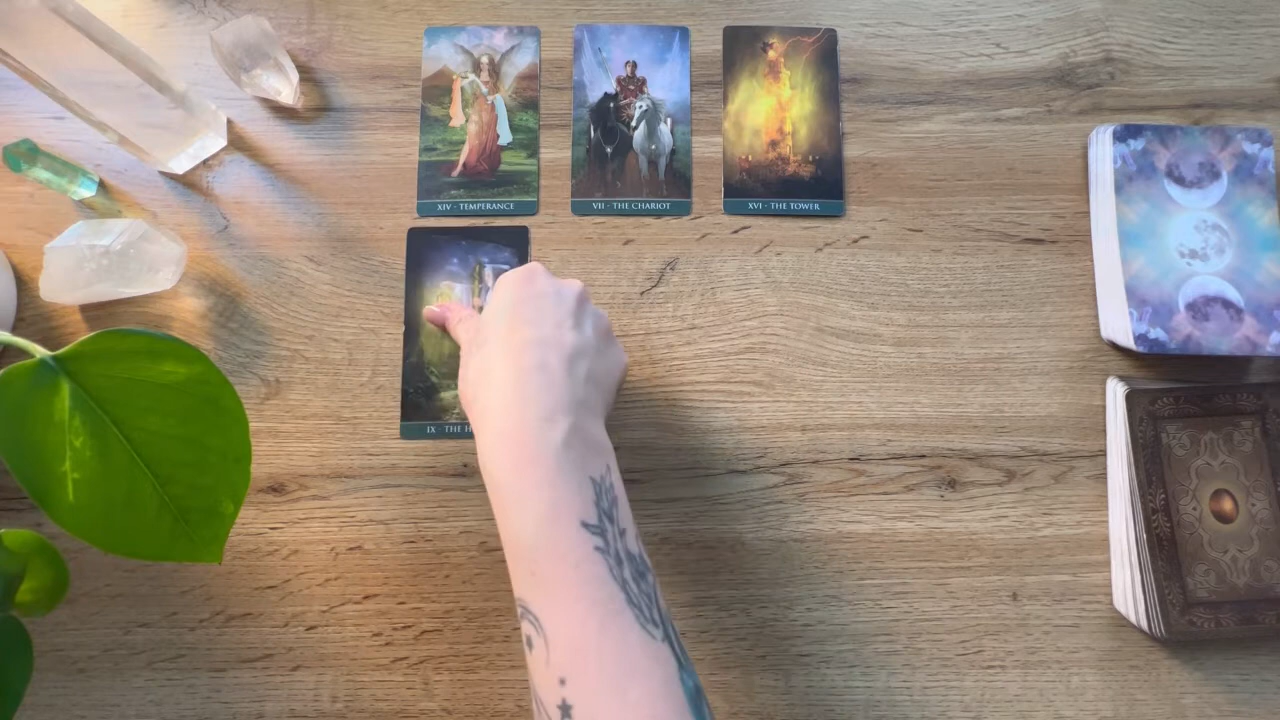 XIV · TEMPERANCE
VII · THE CHARIOT
XVI · THE TOWER
IX · THE H